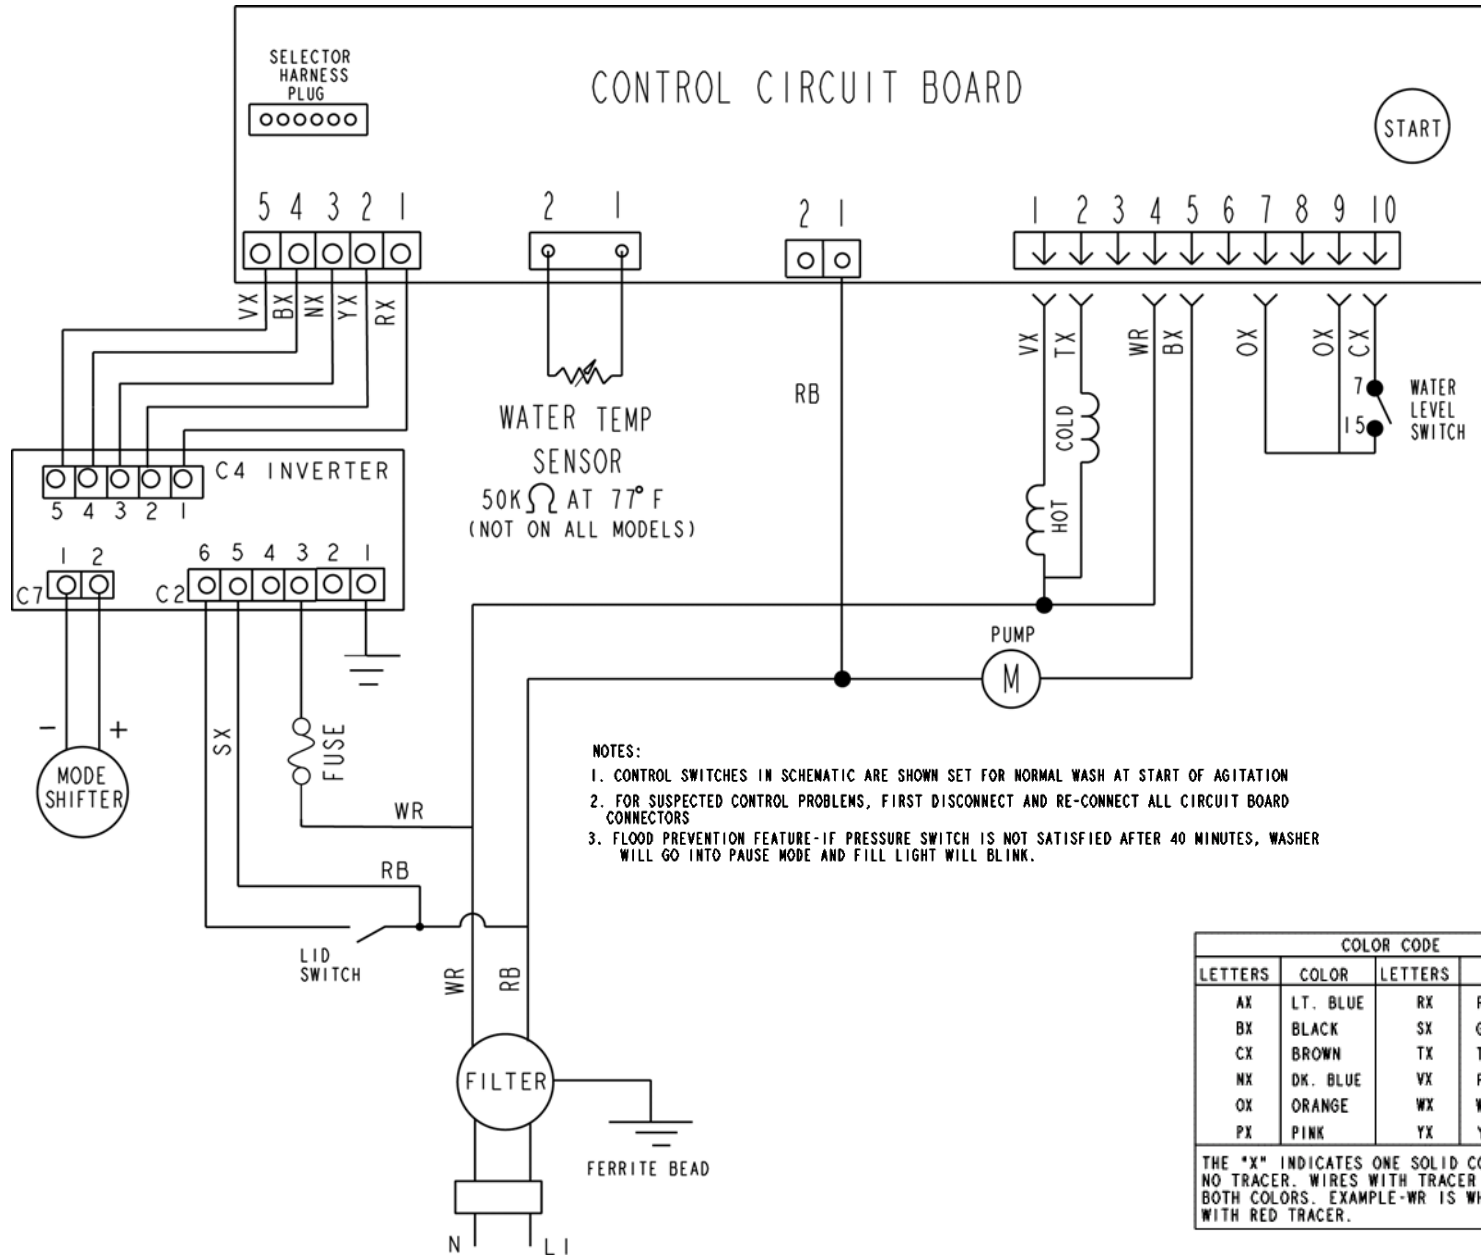 SELECTOR
HARNESS
PLUG
CONTROL CIRCUIT BOARD
START
5 4 3 2 1
2 1
2 1
1 2 3 4 5 6 7 8 9 10
VX BX NX YX RX
VX TX WR BX OX OX CX
RB
WATER TEMP
SENSOR
50KΩ AT 77°F
(NOT ON ALL MODELS)
COLD
HOT
7
15
WATER
LEVEL
SWITCH
C4 INVERTER
5 4 3 2 1
1 2
6 5 4 3 2 1
C7
C2
PUMP
M
- +
MODE
SHIFTER
SX
FUSE
WR
RB
LID
SWITCH
WR
RB
NOTES:
1. CONTROL SWITCHES IN SCHEMATIC ARE SHOWN SET FOR NORMAL WASH AT START OF AGITATION
2. FOR SUSPECTED CONTROL PROBLEMS, FIRST DISCONNECT AND RE-CONNECT ALL CIRCUIT BOARD
CONNECTORS
3. FLOOD PREVENTION FEATURE-IF PRESSURE SWITCH IS NOT SATISFIED AFTER 40 MINUTES, WASHER
WILL GO INTO PAUSE MODE AND FILL LIGHT WILL BLINK.
FILTER
FERRITE BEAD
N L1
COLOR CODE
LETTERS COLOR LETTERS
AX LT. BLUE RX
BX BLACK SX
CX BROWN TX
NX DK. BLUE VX
OX ORANGE WX
PX PINK YX
THE "X" INDICATES ONE SOLID
NO TRACER. WIRES WITH TRACER
BOTH COLORS. EXAMPLE-WR IS
WITH RED TRACER.